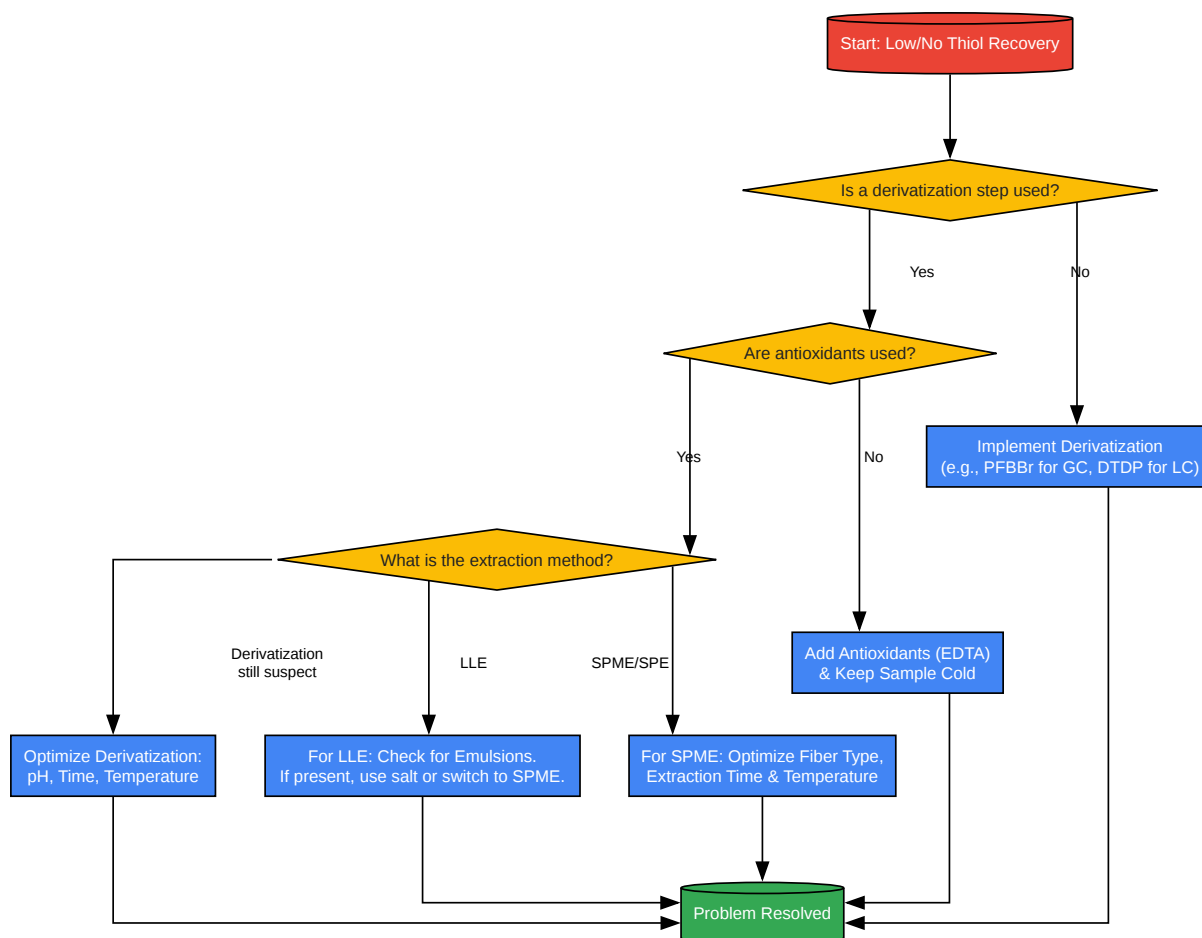 Start: Low/No Thiol Recovery
Is a derivatization step used?
Yes
No
Are antioxidants used?
Yes
No
Implement Derivatization
(e.g., PFBBr for GC, DTDP for LC)
What is the extraction method?
Derivatization
still suspect
LLE
SPME/SPE
Add Antioxidants (EDTA)
& Keep Sample Cold
Optimize Derivatization:
pH, Time, Temperature
For LLE: Check for Emulsions.
If present, use salt or switch to SPME.
For SPME: Optimize Fiber Type,
Extraction Time & Temperature
Problem Resolved